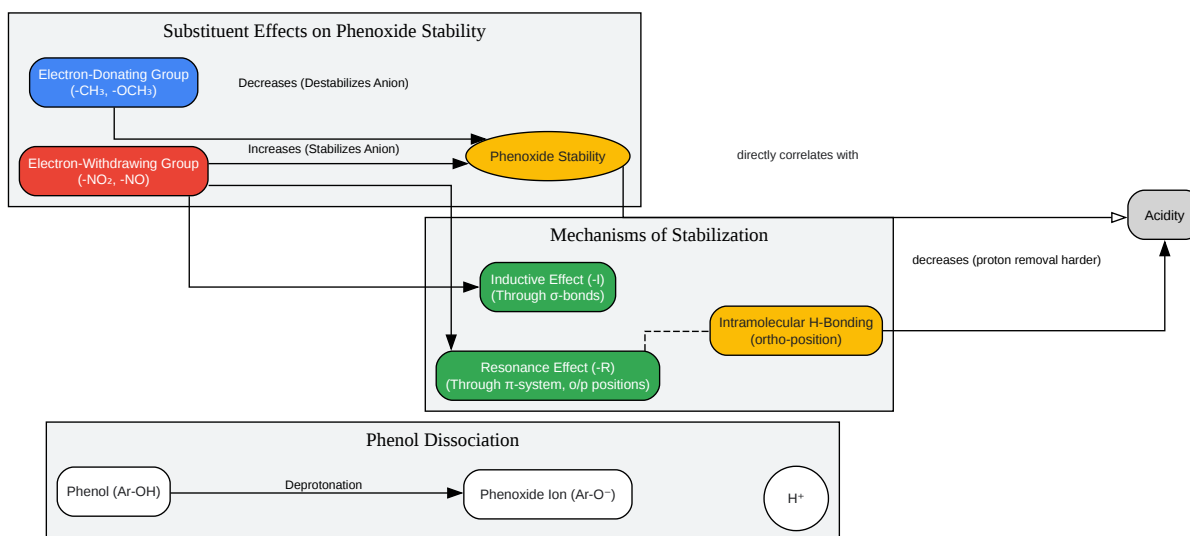 Substituent Effects on Phenoxide Stability
Electron-Donating Group
(-CH₃, -OCH₃)
Decreases (Destabilizes Anion)
Increases (Stabilizes Anion)
Electron-Withdrawing Group
(-NO₂, -NO)
Phenoxide Stability
directly correlates with
Acidity
Mechanisms of Stabilization
decreases (proton removal harder)
Inductive Effect (-I)
(Through σ-bonds)
Intramolecular H-Bonding
(ortho-position)
Resonance Effect (-R)
(Through π-system, o/p positions)
Phenol Dissociation
Phenol (Ar-OH)
Deprotonation
Phenoxide Ion (Ar-O⁻)
H⁺